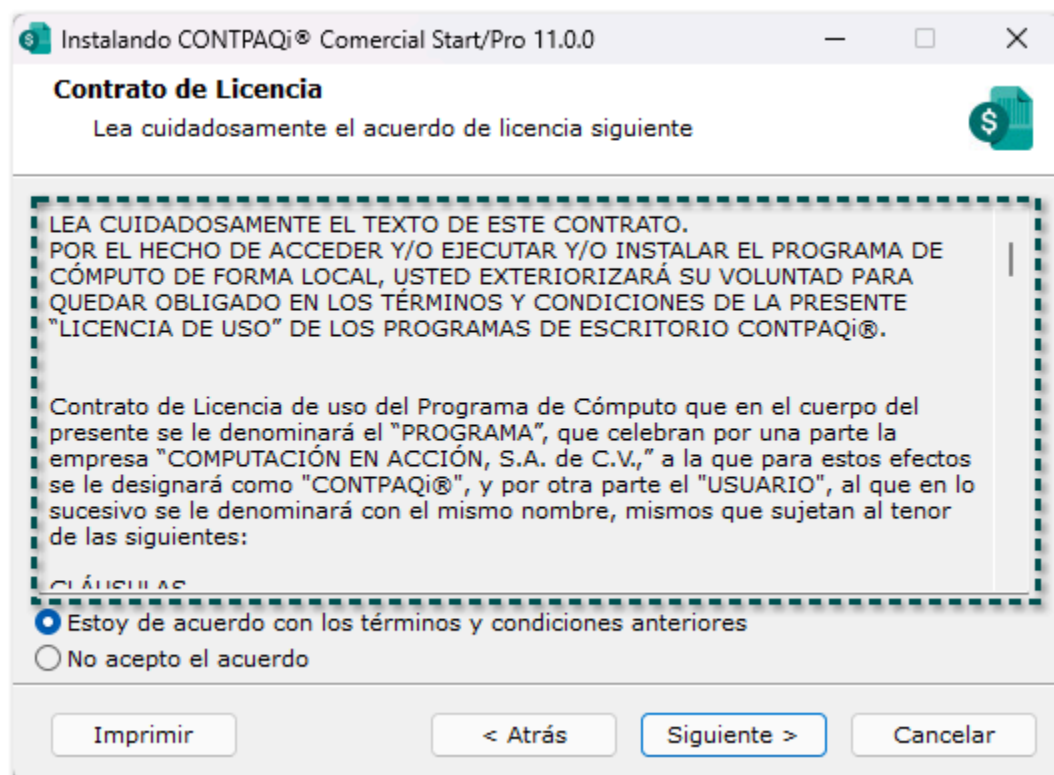 Instalando CONTPAQi® Comercial Start/Pro 11.0.0
Contrato de Licencia
Lea cuidadosamente el acuerdo de licencia siguiente
$
LEA CUIDADOSAMENTE EL TEXTO DE ESTE CONTRATO.
POR EL HECHO DE ACCEDER Y/O EJECUTAR Y/O INSTALAR EL PROGRAMA DE
CÓMPUTO DE FORMA LOCAL, USTED EXTERIORIZARÁ SU VOLUNTAD PARA
QUEDAR OBLIGADO EN LOS TÉRMINOS Y CONDICIONES DE LA PRESENTE
“LICENCIA DE USO” DE LOS PROGRAMAS DE ESCRITORIO CONTPAQi®.
Contrato de Licencia de uso del Programa de Cómputo que en el cuerpo del
presente se le denominará el “PROGRAMA”, que celebran por una parte la
empresa “COMPUTACIÓN EN ACCIÓN, S.A. de C.V.,” a la que para estos efectos
se le designará como "CONTPAQi®", y por otra parte el "USUARIO", al que en lo
sucesivo se le denominará con el mismo nombre, mismos que sujetan al tenor
de las siguientes:
CLÁUSULAS
Estoy de acuerdo con los términos y condiciones anteriores
No acepto el acuerdo
Imprimir
< Atrás
Siguiente >
Cancelar